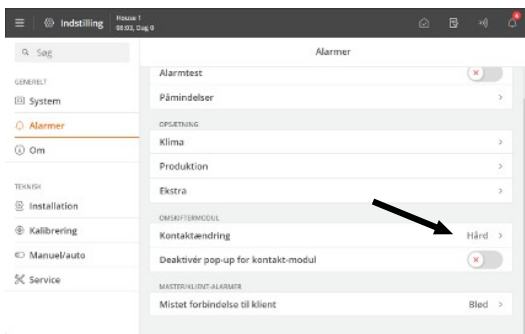 Indstilling
House 1
08:03, Dag 0
4
Søg
Alarmer
GENERELT
System
Alarmer
Om
TEKNISK
Installation
Kalibrering
Manuel/auto
Service
Alarmtest
Påmindelser
OPSÆTNING
Klima
Produktion
Ekstra
OMSKIFTERMODUL
Kontaktændring Hård
Deaktivér pop-up for kontakt-modul
MASTER/KLIENT-ALARMER
Mistet forbindelse til klient Blød